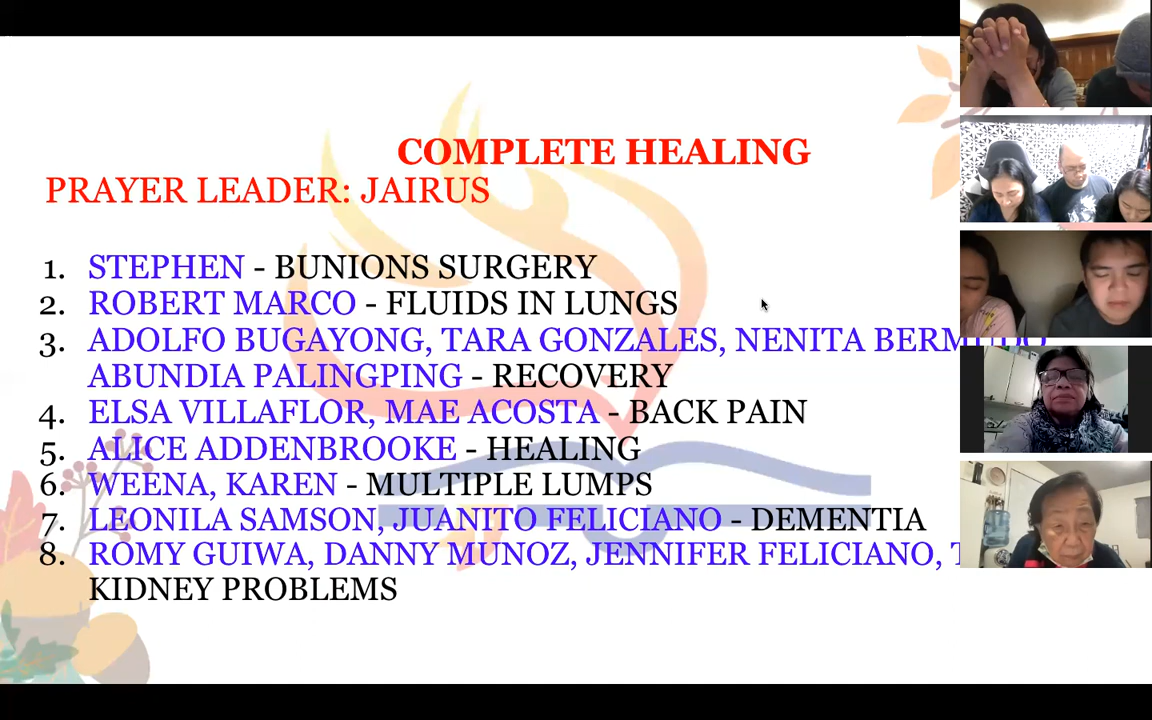 COMPLETE HEALING
PRAYER LEADER: JAIRUS
1. STEPHEN - BUNIONS SURGERY
2. ROBERT MARCO - FLUIDS IN LUNGS
3. ADOLFO BUGAYONG, TARA GONZALES, NENITA BERMUDO
ABUNDIA PALINGPING - RECOVERY
4. ELSA VILLAFLOR, MAE ACOSTA - BACK PAIN
5. ALICE ADDENBROOKE - HEALING
6. WEENA, KAREN - MULTIPLE LUMPS
7. LEONILA SAMSON, JUANITO FELICIANO - DEMENTIA
8. ROMY GUIWA, DANNY MUNOZ, JENNIFER FELICIANO,
KIDNEY PROBLEMS